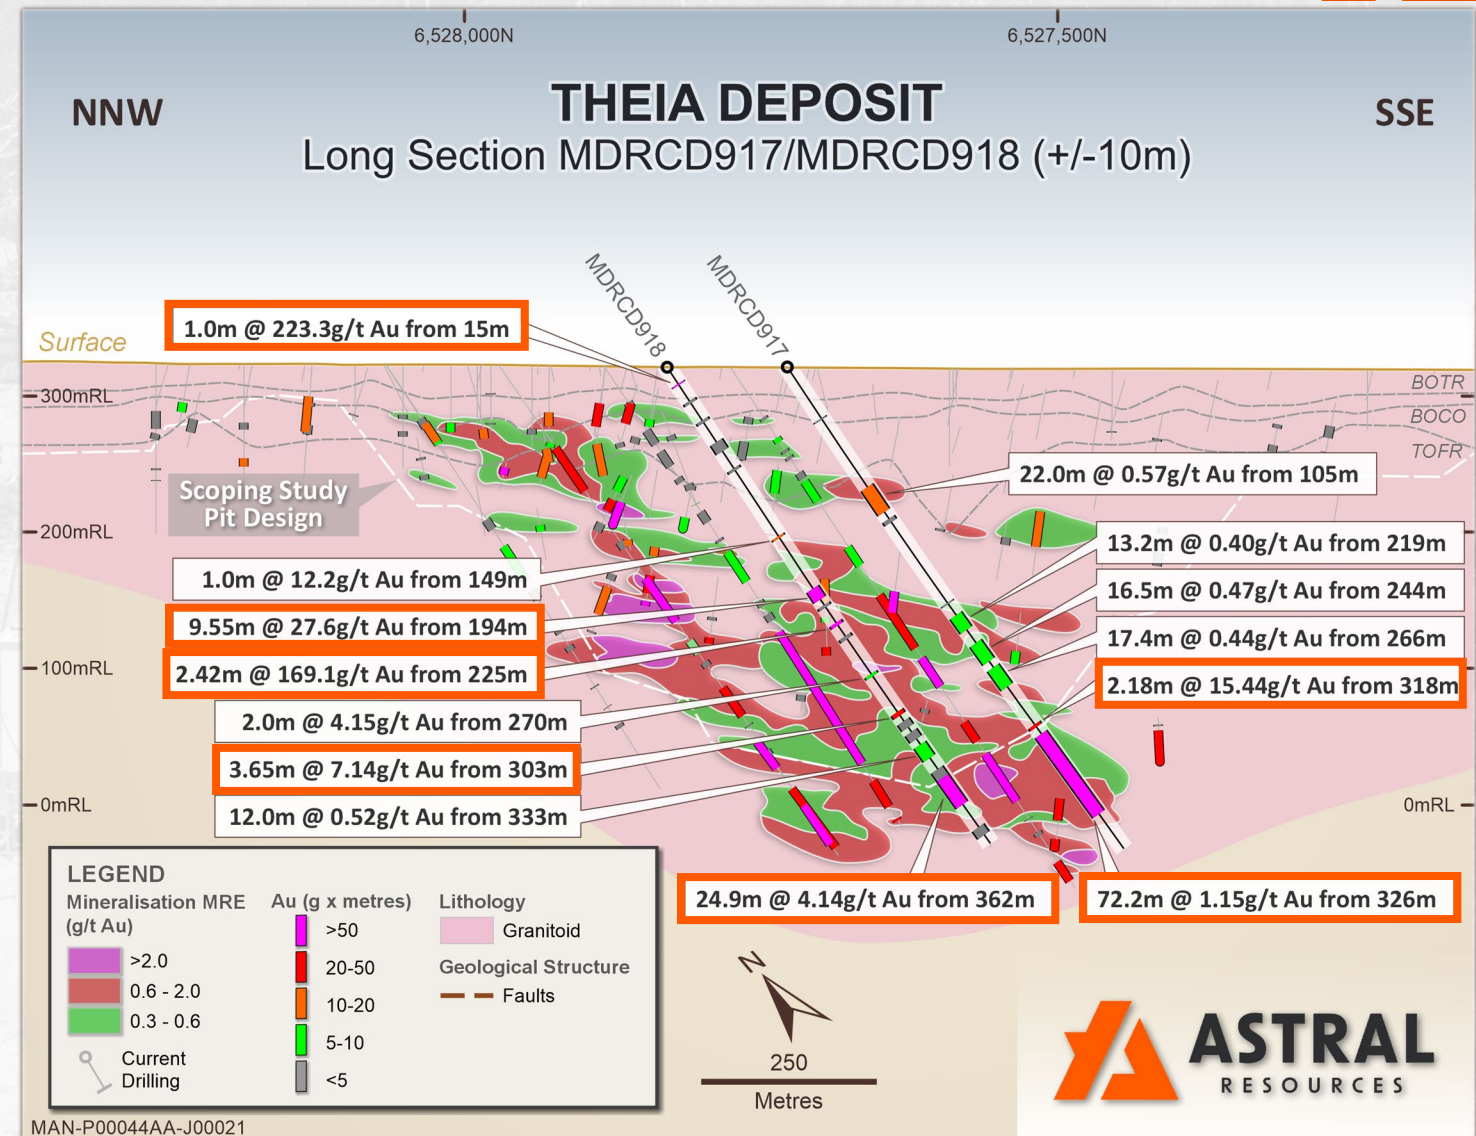 6,528,000N
6,527,500N
NNW
THEIA DEPOSIT
SSE
Long Section MDRCD917/MDRCD918 (+/-10m)
MDRCD918
MDRCD917
1.0m @ 223.3g/t Au from 15m
Surface
300mRL
BOTR
BOCO
TOFR
22.0m @ 0.57g/t Au from 105m
Scoping Study
Pit Design
200mRL
13.2m @ 0.40g/t Au from 219m
1.0m @ 12.2g/t Au from 149m
16.5m @ 0.47g/t Au from 244m
9.55m @ 27.6g/t Au from 194m
17.4m @ 0.44g/t Au from 266m
100mRL
2.42m @ 169.1g/t Au from 225m
2.18m @ 15.44g/t Au from 318m
2.0m @ 4.15g/t Au from 270m
3.65m @ 7.14g/t Au from 303m
0mRL
0mRL
12.0m @ 0.52g/t Au from 333m
24.9m @ 4.14g/t Au from 362m
72.2m @ 1.15g/t Au from 326m
LEGEND
Mineralisation MRE
(g/t Au)
>2.0
0.6 - 2.0
0.3 - 0.6
Current
Drilling
Au (g x metres)
>50
20-50
10-20
5-10
<5
Lithology
Granitoid
Geological Structure
Faults
N
250
Metres
ASTRAL
RESOURCES
MAN-P00044AA-J00021